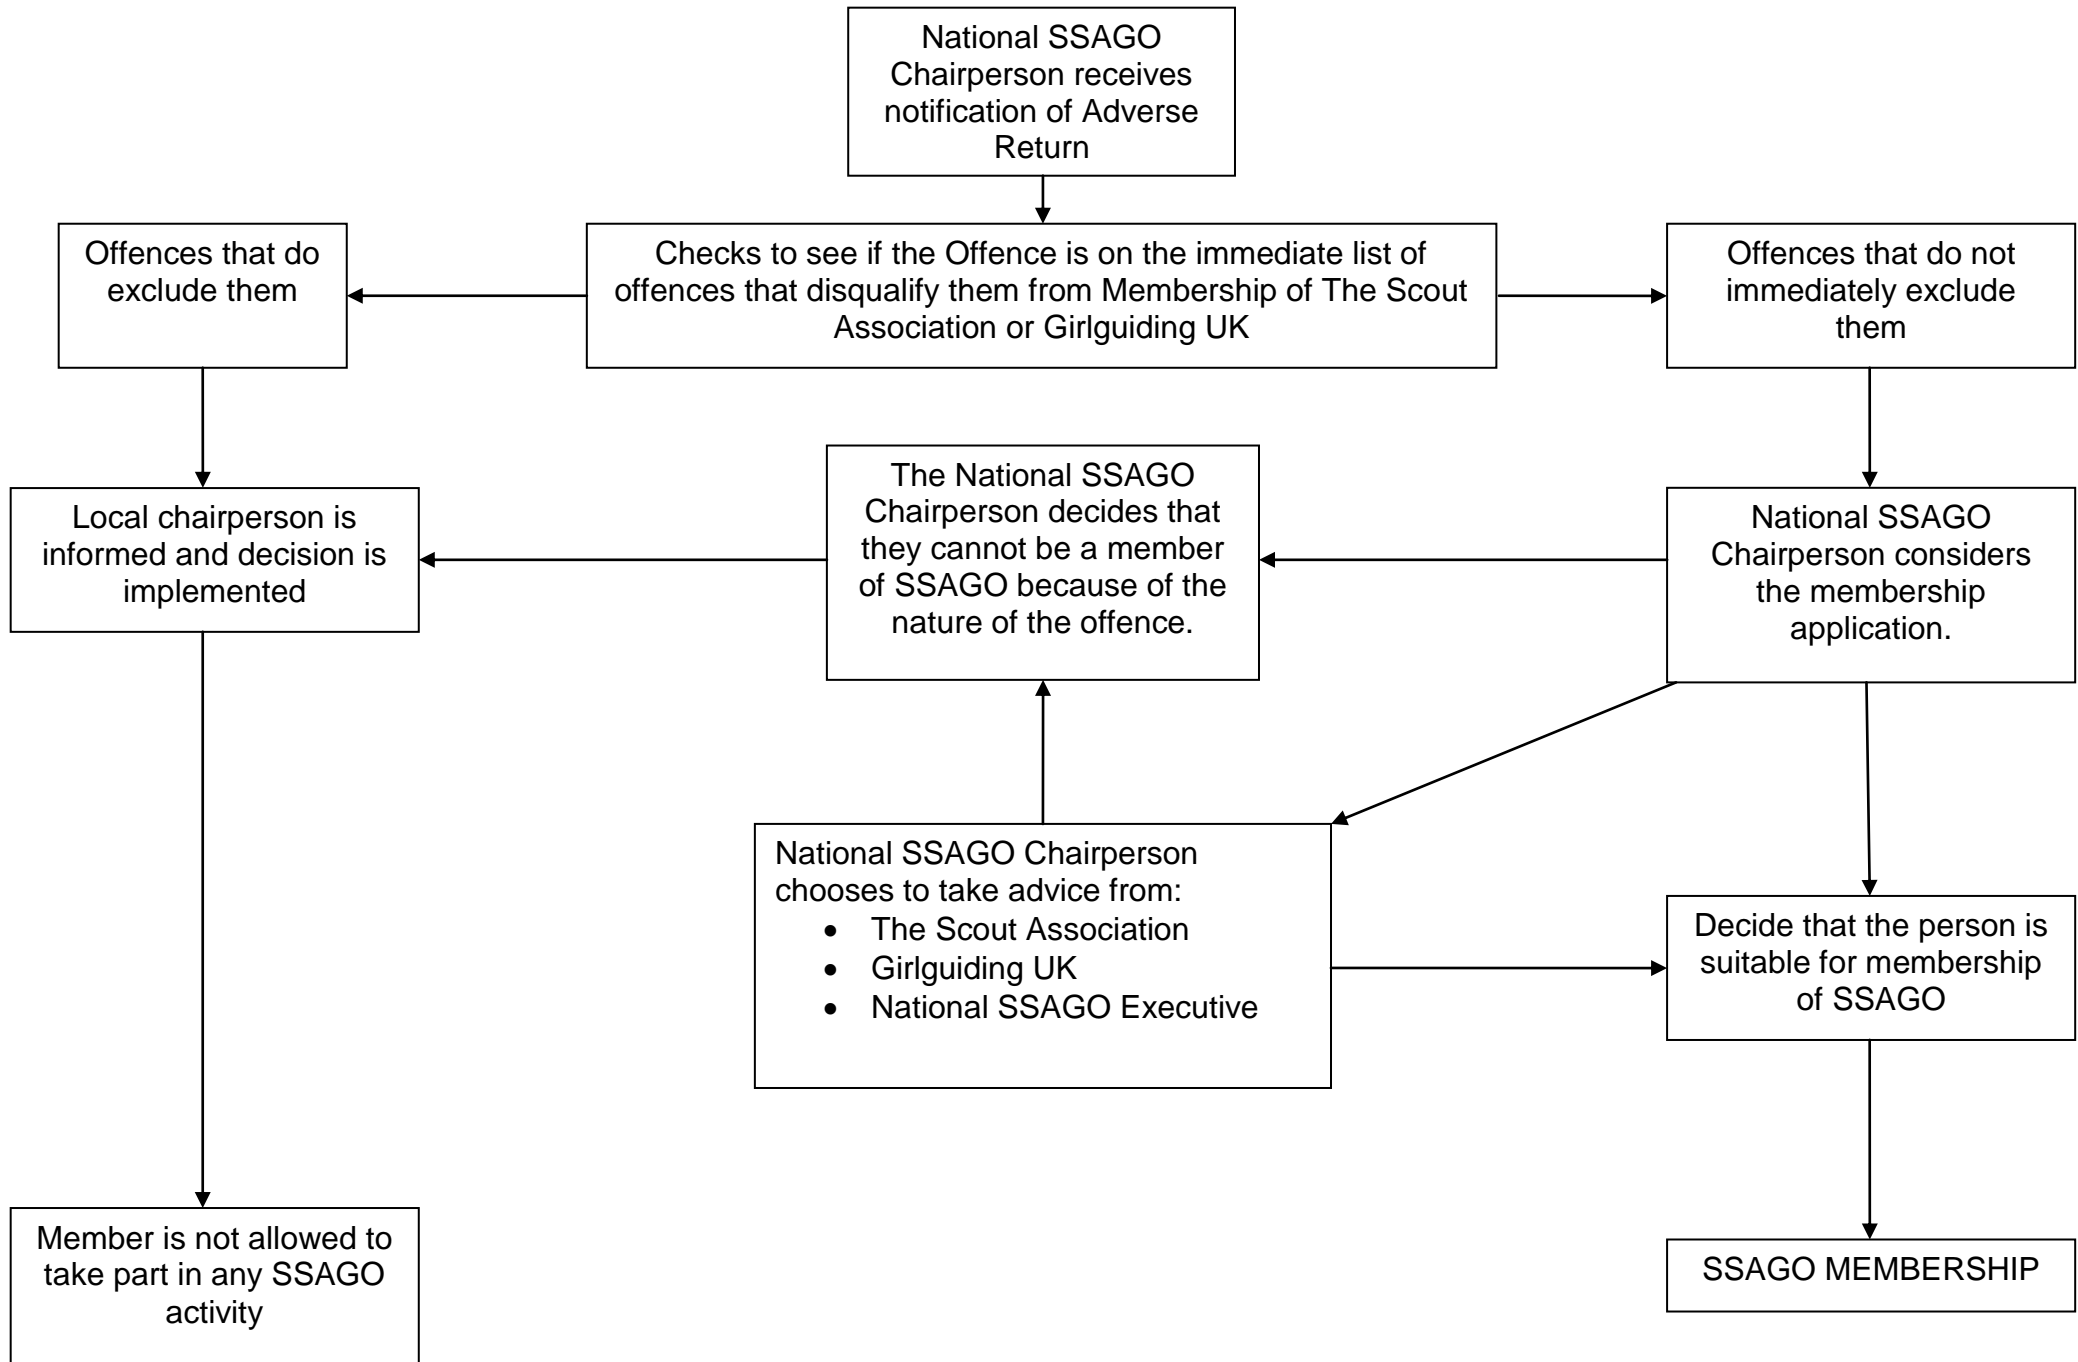 National SSAGO
Chairperson receives
notification of Adverse
Return
Offences that do
exclude them
Checks to see if the Offence is on the immediate list of
offences that disqualify them from Membership of The Scout
Association or Girlguiding UK
Offences that do not
immediately exclude
them
Local chairperson is
informed and decision is
implemented
The National SSAGO
Chairperson decides that
they cannot be a member
of SSAGO because of the
nature of the offence.
National SSAGO
Chairperson considers
the membership
application.
National SSAGO Chairperson
chooses to take advice from:
• The Scout Association
• Girlguiding UK
• National SSAGO Executive
Decide that the person is
suitable for membership
of SSAGO
Member is not allowed to
take part in any SSAGO
activity
SSAGO MEMBERSHIP